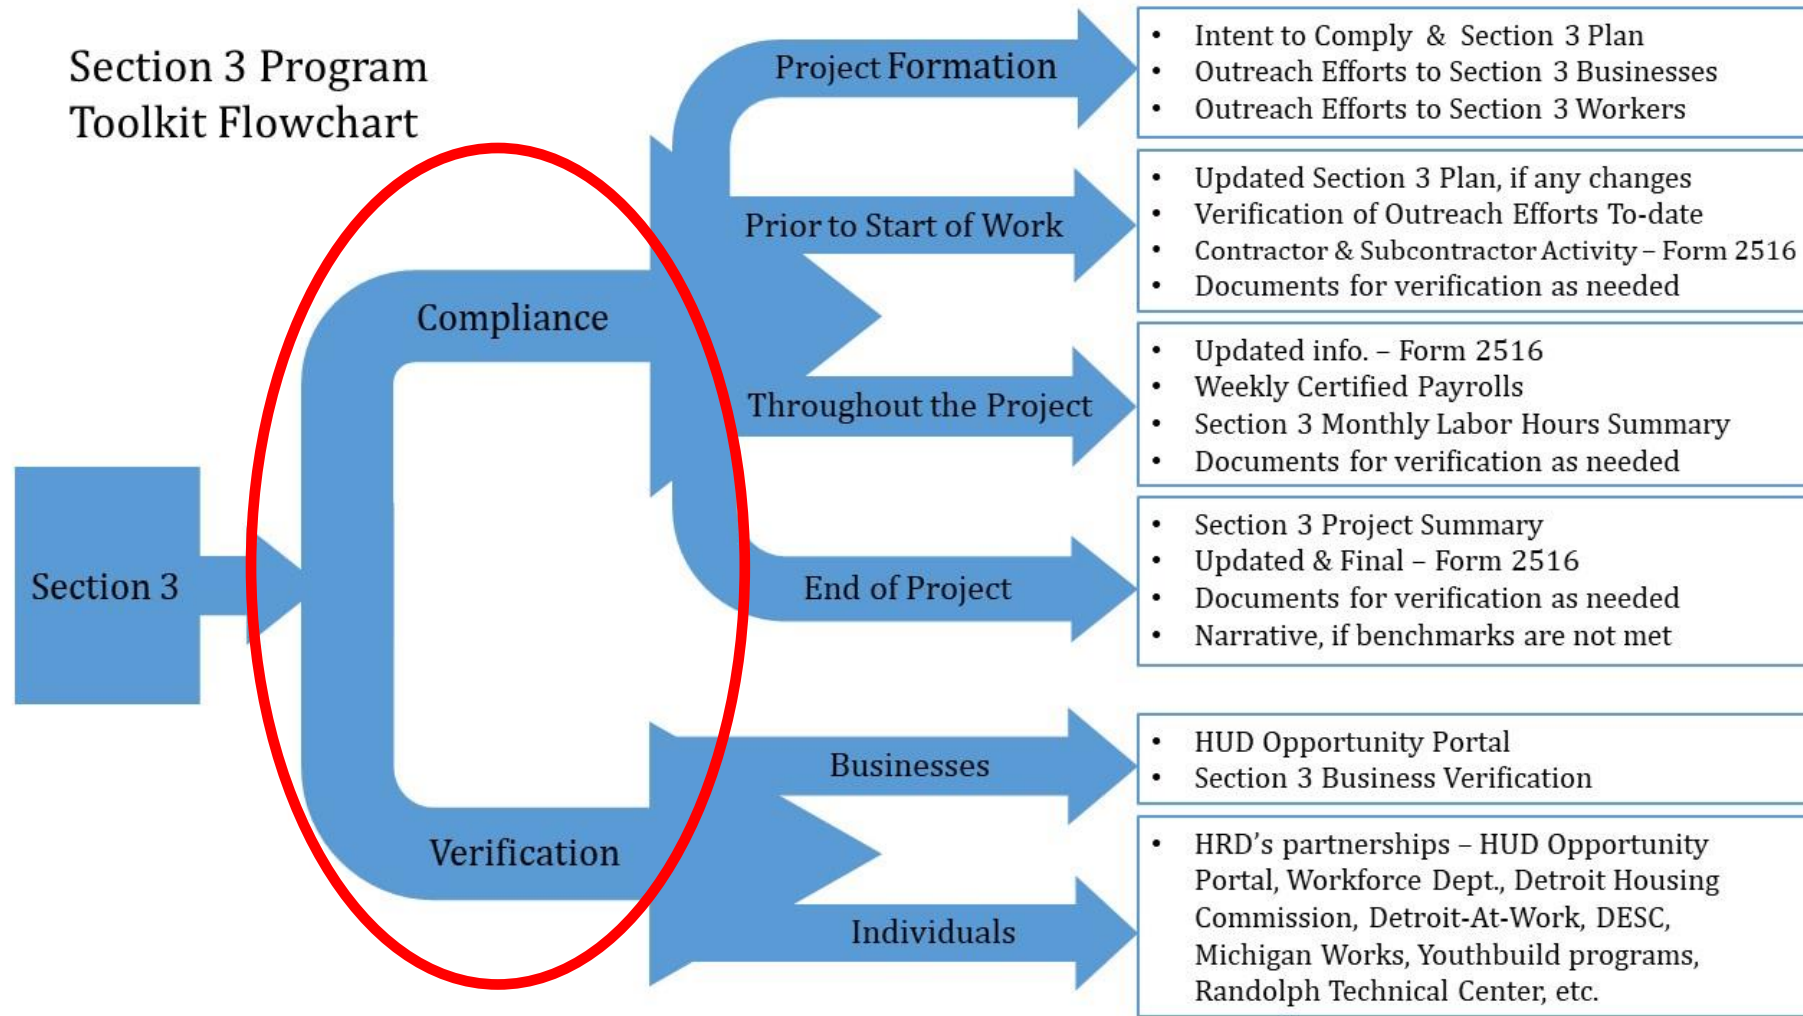 Section 3 Program
Toolkit Flowchart
Section 3
Compliance
Verification
Project Formation
• Intent to Comply & Section 3 Plan
• Outreach Efforts to Section 3 Businesses
• Outreach Efforts to Section 3 Workers
Prior to Start of Work
• Updated Section 3 Plan, if any changes
• Verification of Outreach Efforts To-date
• Contractor & Subcontractor Activity – Form 2516
• Documents for verification as needed
Throughout the Project
• Updated info. – Form 2516
• Weekly Certified Payrolls
• Section 3 Monthly Labor Hours Summary
• Documents for verification as needed
End of Project
• Section 3 Project Summary
• Updated & Final – Form 2516
• Documents for verification as needed
• Narrative, if benchmarks are not met
Businesses
• HUD Opportunity Portal
• Section 3 Business Verification
Individuals
• HRD's partnerships – HUD Opportunity
Portal, Workforce Dept., Detroit Housing
Commission, Detroit-At-Work, DESC,
Michigan Works, Youthbuild programs,
Randolph Technical Center, etc.